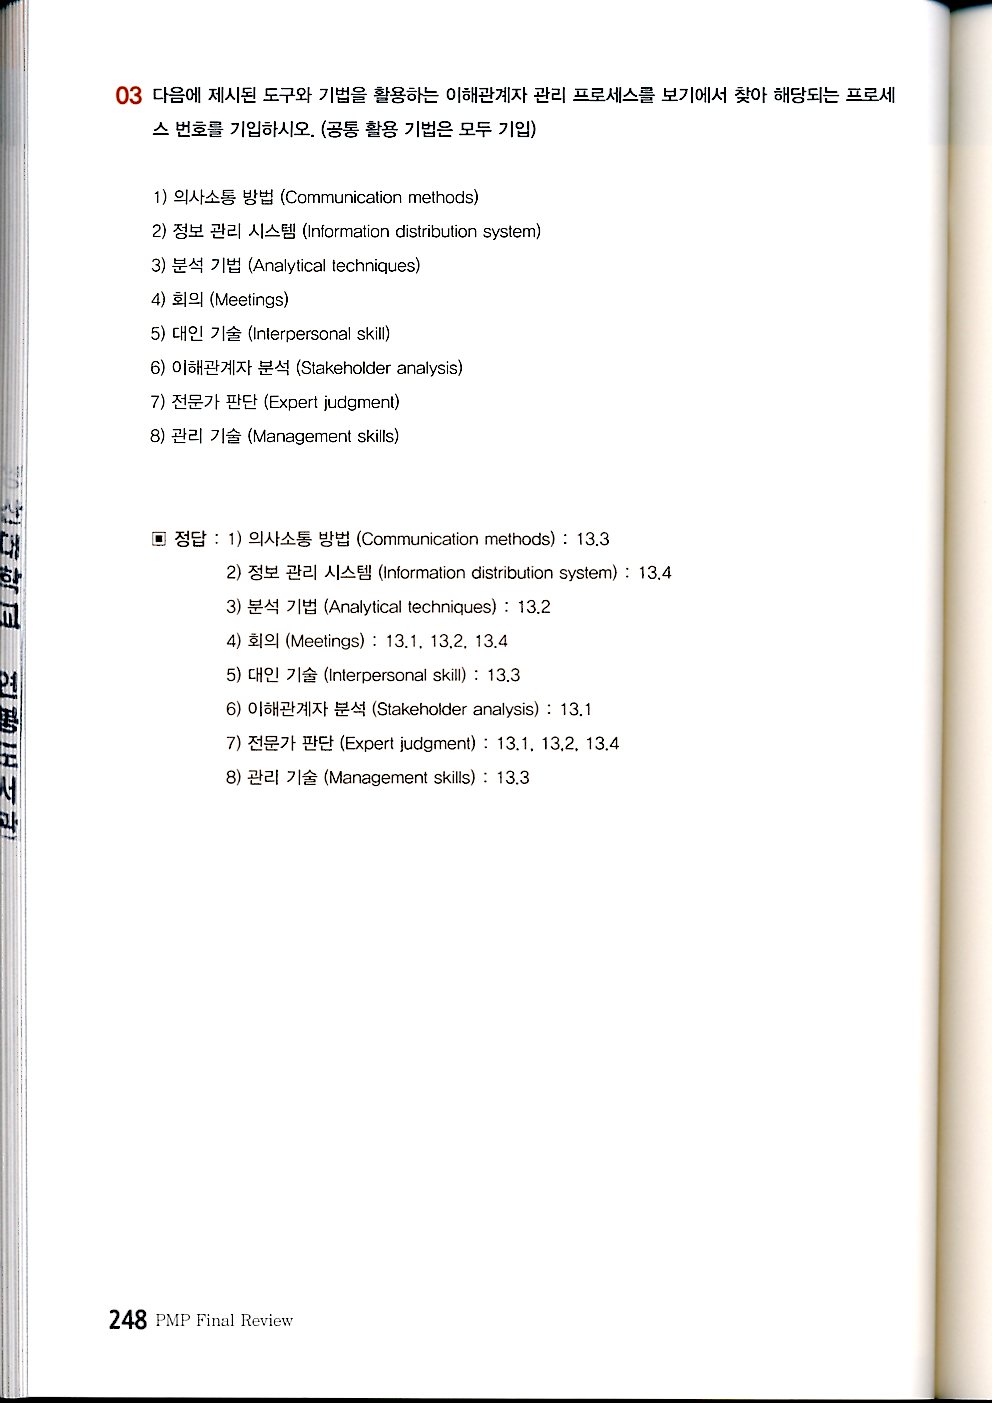 03 다음에 제시된 도구와 기법을 활용하는 이해관계자 관리 프로세스를 보기에서 찾아 해당되는 프로세
스 번호를 기입하시오. (공통 활용 기법은 모두 기입)
1) 의사소통 방법 (Communication methods)
2) 정보 관리 시스템 (Information distribution system)
3) 분석 기법 (Analytical techniques)
4) 회의 (Meetings)
5) 대인 기술 (Interpersonal skill)
6) 이해관계자 분석 (Stakeholder analysis)
7) 전문가 판단 (Expert judgment)
8) 관리 기술 (Management skills)
▣ 정답 : 1) 의사소통 방법 (Communication methods) : 13.3
2) 정보 관리 시스템 (Information distribution system) : 13.4
3) 분석 기법 (Analytical techniques) : 13.2
4) 회의 (Meetings) : 13.1, 13.2, 13.4
5) 대인 기술 (Interpersonal skill) : 13.3
6) 이해관계자 분석 (Stakeholder analysis) : 13.1
7) 전문가 판단 (Expert judgment) : 13.1, 13.2, 13.4
8) 관리 기술 (Management skills) : 13.3
248 PMP Final Review
대학교